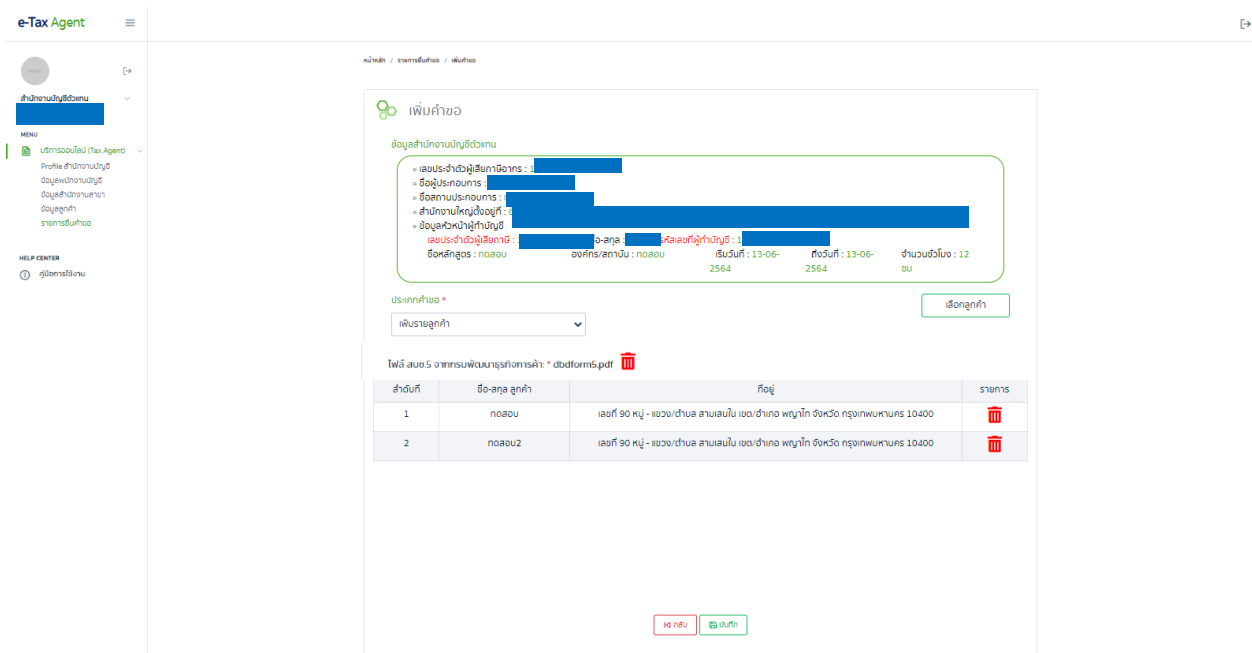 e-Tax Agent
สำนักงานบัญชีตัวแทน
MENU
บริการออนไลน์ (Tax Agent)
Profile สำนักงานบัญชี
ข้อมูลพนักงานบัญชี
ข้อมูลสำนักงานสาขา
ข้อมูลลูกค้า
รายการยื่นคำขอ
HELP CENTER
คู่มือการใช้งาน
หน้าหลัก / รายการยื่นคำขอ / เพิ่มคำขอ
เพิ่มคำขอ
ข้อมูลสำนักงานบัญชีตัวแทน
» เลขประจำตัวผู้เสียภาษีอากร : 1
» ชื่อผู้ประกอบการ :
» ชื่อสถานประกอบการ :
» สำนักงานใหญ่ตั้งอยู่ที่ :
» ข้อมูลหัวหน้าผู้ทำบัญชี
เลขประจำตัวผู้เสียภาษี : อ-สกุล : รหัสเลขที่ผู้ทำบัญชี : 1
ชื่อหลักสูตร : ทดสอบ องค์กร/สถาบัน : ทดสอบ เริ่มวันที่ : 13-06-2564 ถึงวันที่ : 13-06-2564 จำนวนชั่วโมง : 12 ชม
ประเภทคำขอ *
เลือกลูกค้า
เพิ่มรายลูกค้า
ไฟล์ สบช.5 จากกรมพัฒนาธุรกิจการค้า: * dbdform5.pdf
ลำดับที่ ชื่อ-สกุล ลูกค้า ที่อยู่ รายการ
1 ทดสอบ เลขที่ 90 หมู่ - แขวง/ตำบล สามเสนใน เขต/อำเภอ พญาไท จังหวัด กรุงเทพมหานคร 10400
2 ทดสอบ2 เลขที่ 90 หมู่ - แขวง/ตำบล สามเสนใน เขต/อำเภอ พญาไท จังหวัด กรุงเทพมหานคร 10400
กลับ บันทึก